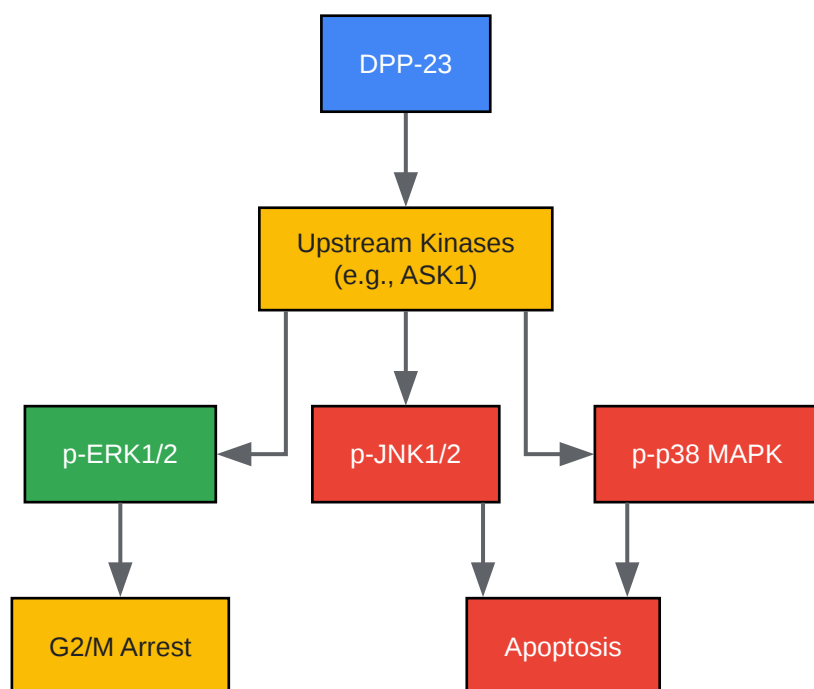 DPP-23
Upstream Kinases
(e.g., ASK1)
p-ERK1/2
p-JNK1/2
p-p38 MAPK
G2/M Arrest
Apoptosis